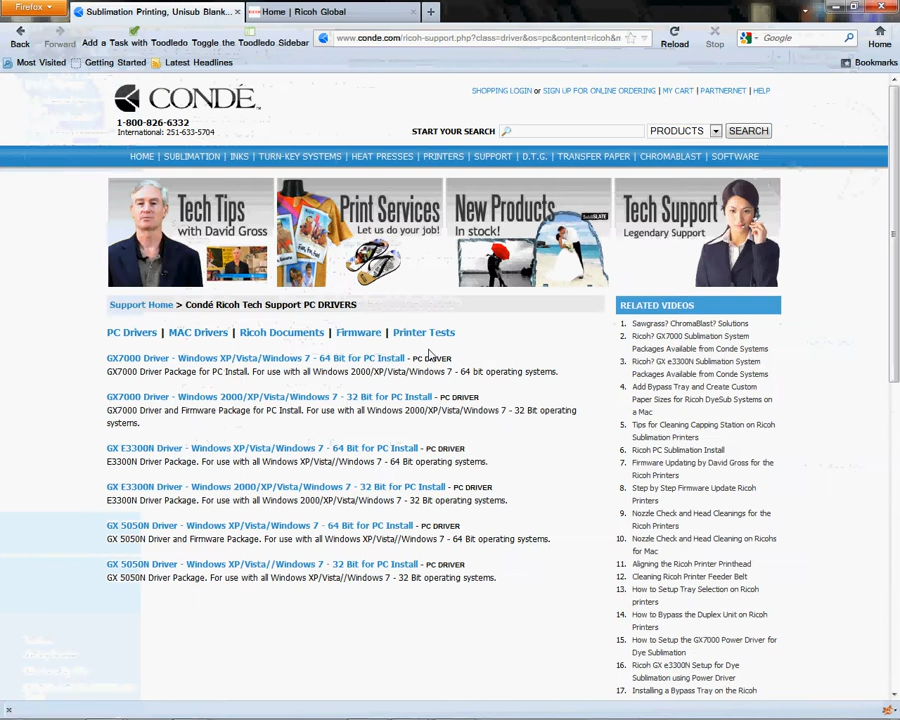 Firefox
Sublimation Printing, Unisub Blank...
Home | Ricoh Global
Back
Forward
Add a Task with Toodledo
Toggle the Toodledo Sidebar
www.conde.com/ricoh-support.php?class=driver&os=pc&content=ricoh&m
Reload
Stop
Google
Home
Most Visited
Getting Started
Latest Headlines
Bookmarks
CONDÉ
1-800-826-6332
International: 251-633-5704
SHOPPING LOGIN or SIGN UP FOR ONLINE ORDERING | MY CART | PARTNERNET | HELP
START YOUR SEARCH
PRODUCTS
SEARCH
HOME | SUBLIMATION | INKS | TURN-KEY SYSTEMS | HEAT PRESSES | PRINTERS | SUPPORT | D.T.G. | TRANSFER PAPER | CHROMABLAST | SOFTWARE
Tech Tips
with David Gross
Print Services
Let us do your job!
New Products
In stock!
Tech Support
Legendary Support
Support Home > Condé Ricoh Tech Support PC DRIVERS
PC Drivers | MAC Drivers | Ricoh Documents | Firmware | Printer Tests
GX7000 Driver - Windows XP/Vista/Windows 7 - 64 Bit for PC Install - PC DRIVER
GX7000 Driver Package for PC Install. For use with all Windows 2000/XP/Vista/Windows 7 - 64 bit operating systems.
GX7000 Driver - Windows 2000/XP/Vista/Windows 7 - 32 Bit for PC Install - PC DRIVER
GX7000 Driver and Firmware Package for PC Install. For use with all Windows 2000/XP/Vista/Windows 7 - 32 Bit operating
systems.
GX E3300N Driver - Windows XP/Vista/Windows 7 - 64 Bit for PC Install - PC DRIVER
E3300N Driver Package. For use with all Windows XP/Vista//Windows 7 - 64 Bit operating systems.
GX E3300N Driver - Windows 2000/XP/Vista/Windows 7 - 32 Bit for PC Install - PC DRIVER
E3300N Driver Package. For use with all Windows 2000/XP/Vista/Windows 7 - 32 Bit operating systems.
GX 5050N Driver - Windows XP/Vista/Windows 7 - 64 Bit for PC Install - PC DRIVER
GX 5050N Driver and Firmware Package. For use with all Windows XP/Vista//Windows 7 - 64 Bit operating systems.
GX 5050N Driver - Windows XP/Vista//Windows 7 - 32 Bit for PC Install - PC DRIVER
GX 5050N Driver Package. For use with all Windows XP/Vista//Windows 7 - 32 Bit operating systems.
RELATED VIDEOS
1. Sawgrass? ChromaBlast? Solutions
2. Ricoh? GX7000 Sublimation System
Packages Available from Conde Systems
3. Ricoh? GX e3300N Sublimation System
Packages Available from Conde Systems
4. Add Bypass Tray and Create Custom
Paper Sizes for Ricoh DyeSub Systems on
a Mac
5. Tips for Cleaning Capping Station on Ricoh
Sublimation Printers
6. Ricoh PC Sublimation Install
7. Firmware Updating by David Gross for the
Ricoh Printers
8. Step by Step Firmware Update Ricoh
Printers
9. Nozzle Check and Head Cleanings for the
Ricoh Printers
10. Nozzle Check and Head Cleaning on Ricohs
for Mac
11. Aligning the Ricoh Printer Printhead
12. Cleaning Ricoh Printer Feeder Belt
13. How to Setup Tray Selection on Ricoh
printers
14. How to Bypass the Duplex Unit on Ricoh
Printers
15. How to Setup the GX7000 Power Driver for
Dye Sublimation
16. Ricoh GX e3300N Setup for Dye
Sublimation using Power Driver
17. Installing a Bypass Tray on the Ricoh